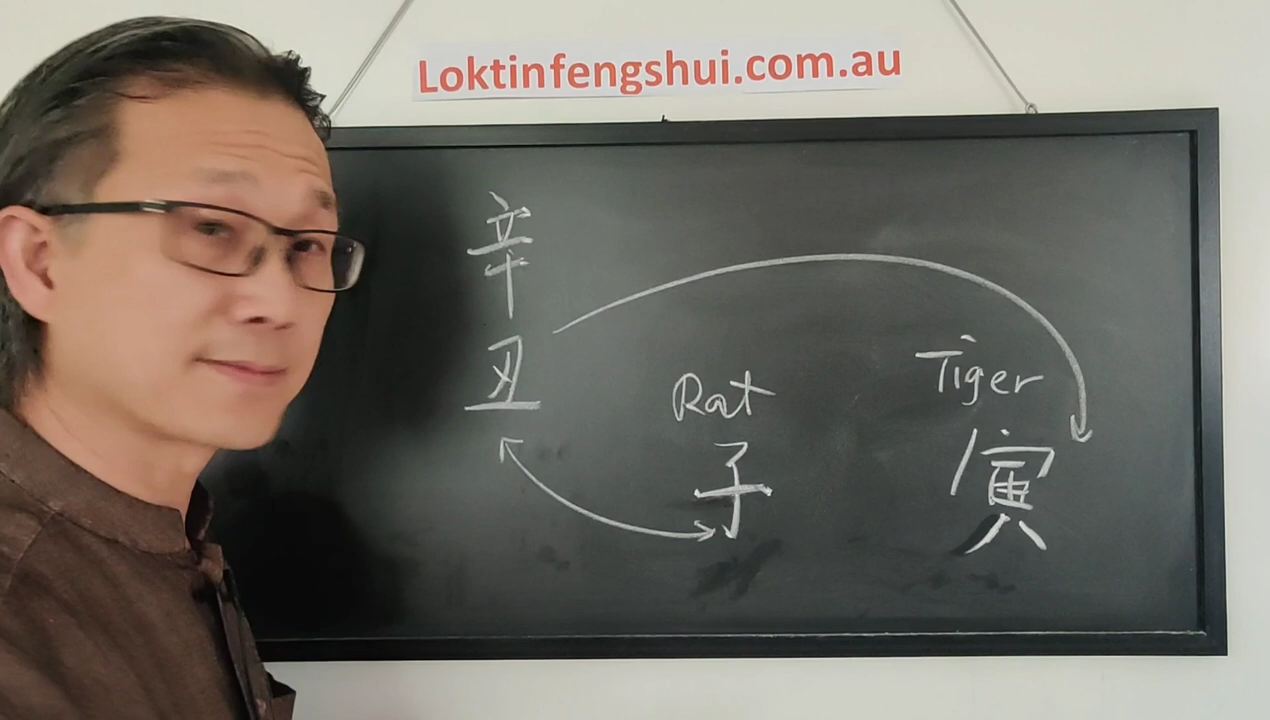 Loktinfengshui.com.au
辛
丑
Rat
子
Tiger
寅